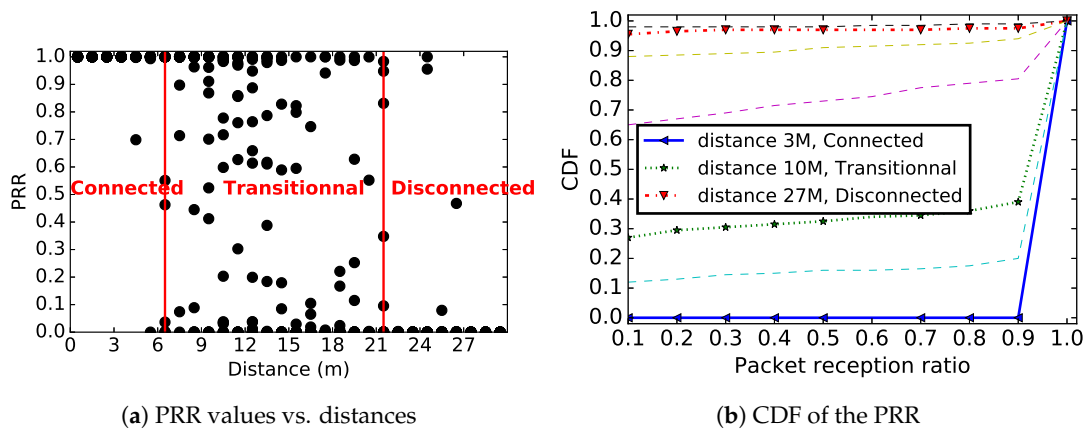 1.0
0.9
0.8
0.7
0.6
0.5
0.4
0.3
0.2
0.1
0.0
PRR
Connected
Transitionnal
Disconnected
0 3 6 9 12 15 18 21 24 27
Distance (m)
(a) PRR values vs. distances
1.0
0.9
0.8
0.7
0.6
0.5
0.4
0.3
0.2
0.1
0.0
CDF
distance 3M, Connected
distance 10M, Transitionnal
distance 27M, Disconnected
0.1 0.2 0.3 0.4 0.5 0.6 0.7 0.8 0.9 1.0
Packet reception ratio
(b) CDF of the PRR